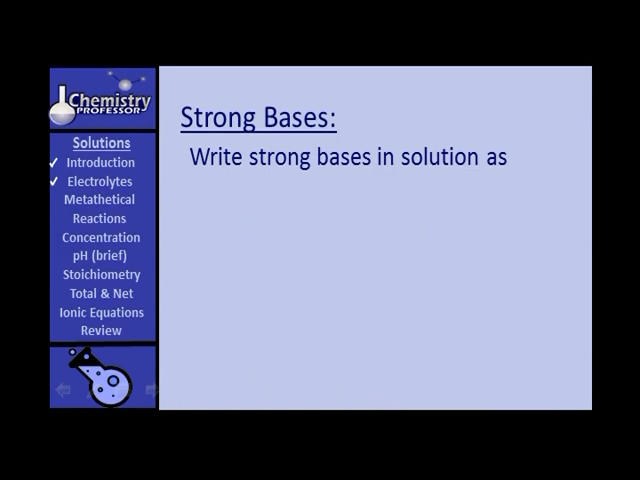 Chemistry
PROFESSOR
Solutions
Introduction
Electrolytes
Metathetical
Reactions
Concentration
pH (brief)
Stoichiometry
Total & Net
Ionic Equations
Review
Strong Bases:
Write strong bases in solution as